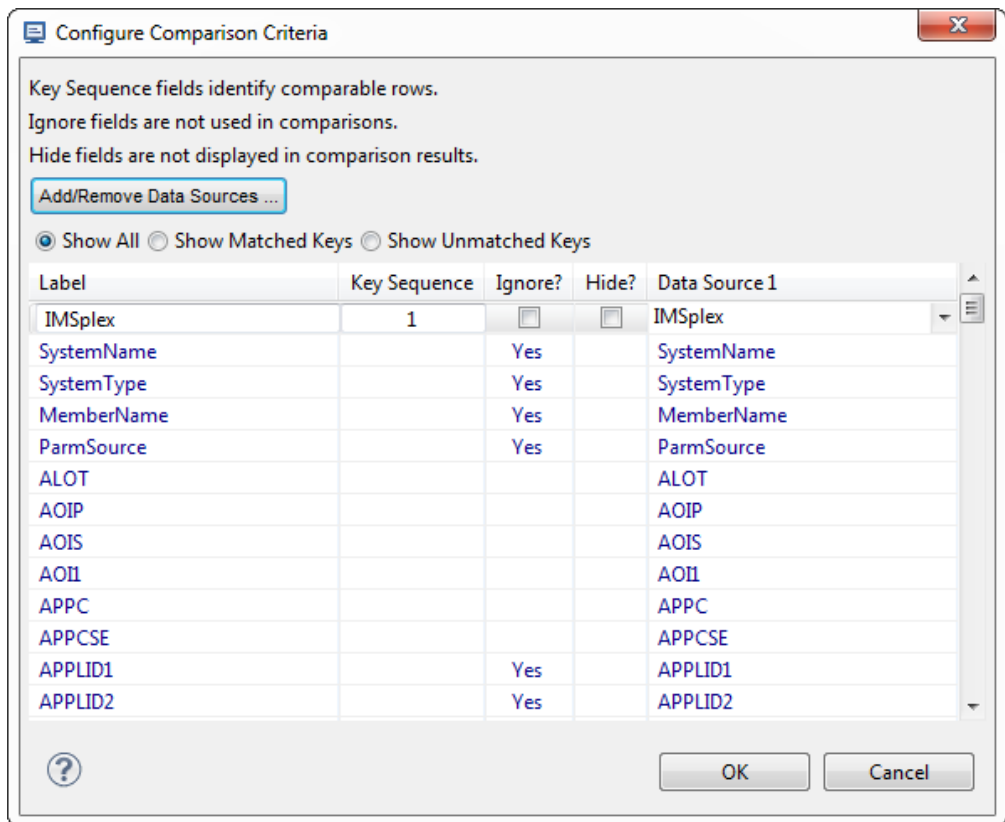 Configure Comparison Criteria
Key Sequence fields identify comparable rows.
Ignore fields are not used in comparisons.
Hide fields are not displayed in comparison results.
Add/Remove Data Sources ...
Show All Show Matched Keys Show Unmatched Keys
Label Key Sequence Ignore? Hide? Data Source 1
IMSplex 1 IMSplex
SystemName Yes SystemName
SystemType Yes SystemType
MemberName Yes MemberName
ParmSource Yes ParmSource
ALOT ALOT
AOIP AOIP
AOIS AOIS
AOI1 AOI1
APPC APPC
APPCSE APPCSE
APPLID1 Yes APPLID1
APPLID2 Yes APPLID2
? OK Cancel